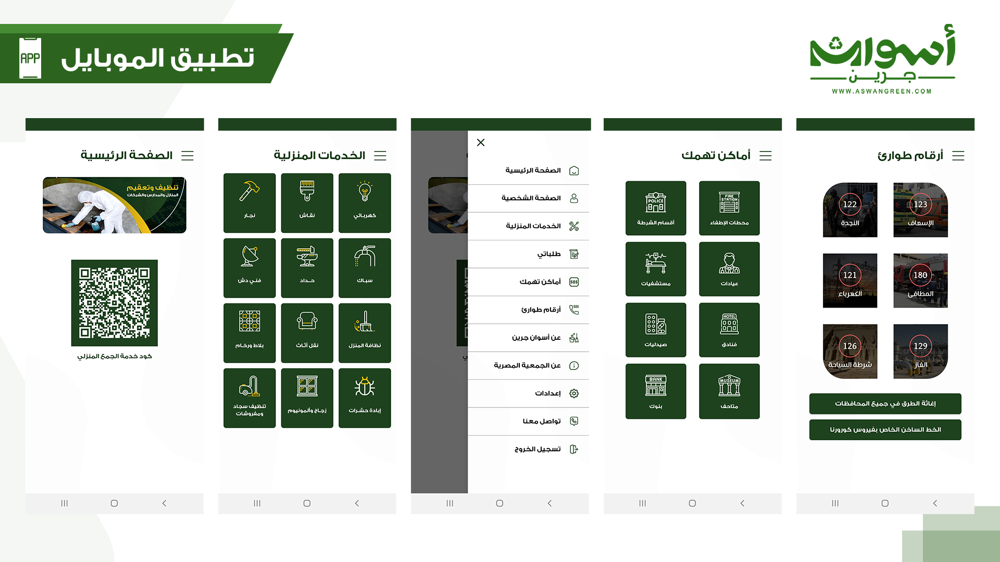 تطبيق الموبايل
APP
أسوان
جرين
WWW.ASWANGREEN.COM
أرقام طوارئ
123
الإسعاف
122
النجدة
180
المطافئ
121
الكهرباء
129
الغاز
126
شرطة السياحة
إغاثة الطرق في جميع المحافظات
الخط الساخن الخاص بفيروس كورورنا
أماكن تهمك
FIRE
STATION
محطات الإطفاء
POLICE
أقسام الشرطة
عيادات
مستشفيات
HOTEL
فنادق
صيدليات
MUSEUM
متاحف
BANK
بنوك
الصفحة الرئيسية
الصفحة الشخصية
الخدمات المنزلية
طلباتي
SOS
أماكن تهمك
SOS
أرقام طوارئ
عن أسوان جرين
عن الجمعية المصرية
إعدادات
تواصل معنا
تسجيل الخروج
الخدمات المنزلية
كهربائي
نقاش
نجار
سباك
حداد
فني دش
نظافة المنزل
نقل أثاث
بلاط ورخام
إبادة حشرات
زجاج وألمونيوم
تنظيف سجاد
ومفروشات
الصفحة الرئيسية
تنظيف وتعقيم
المنازل والمدارس والشركات
كود خدمة الجمع المنزلي